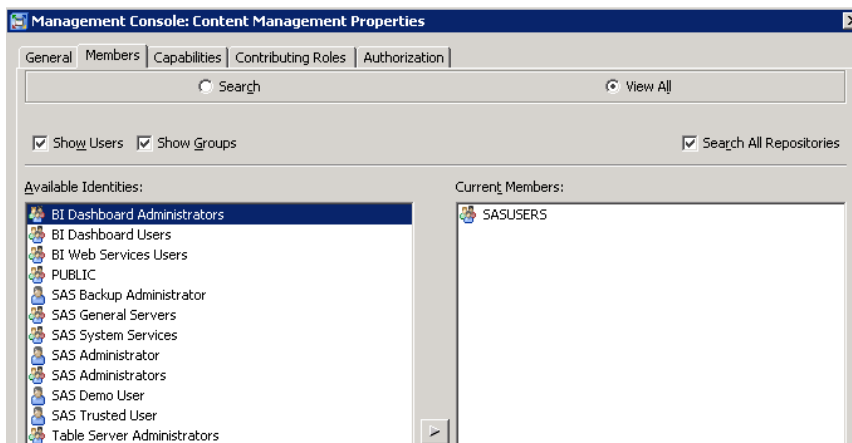 Management Console: Content Management Properties
General Members Capabilities Contributing Roles Authorization
Search View All
Show Users Show Groups Search All Repositories
Available Identities: Current Members:
BI Dashboard Administrators SASUSERS
BI Dashboard Users
BI Web Services Users
PUBLIC
SAS Backup Administrator
SAS General Servers
SAS System Services
SAS Administrator
SAS Administrators
SAS Demo User
SAS Trusted User
Table Server Administrators